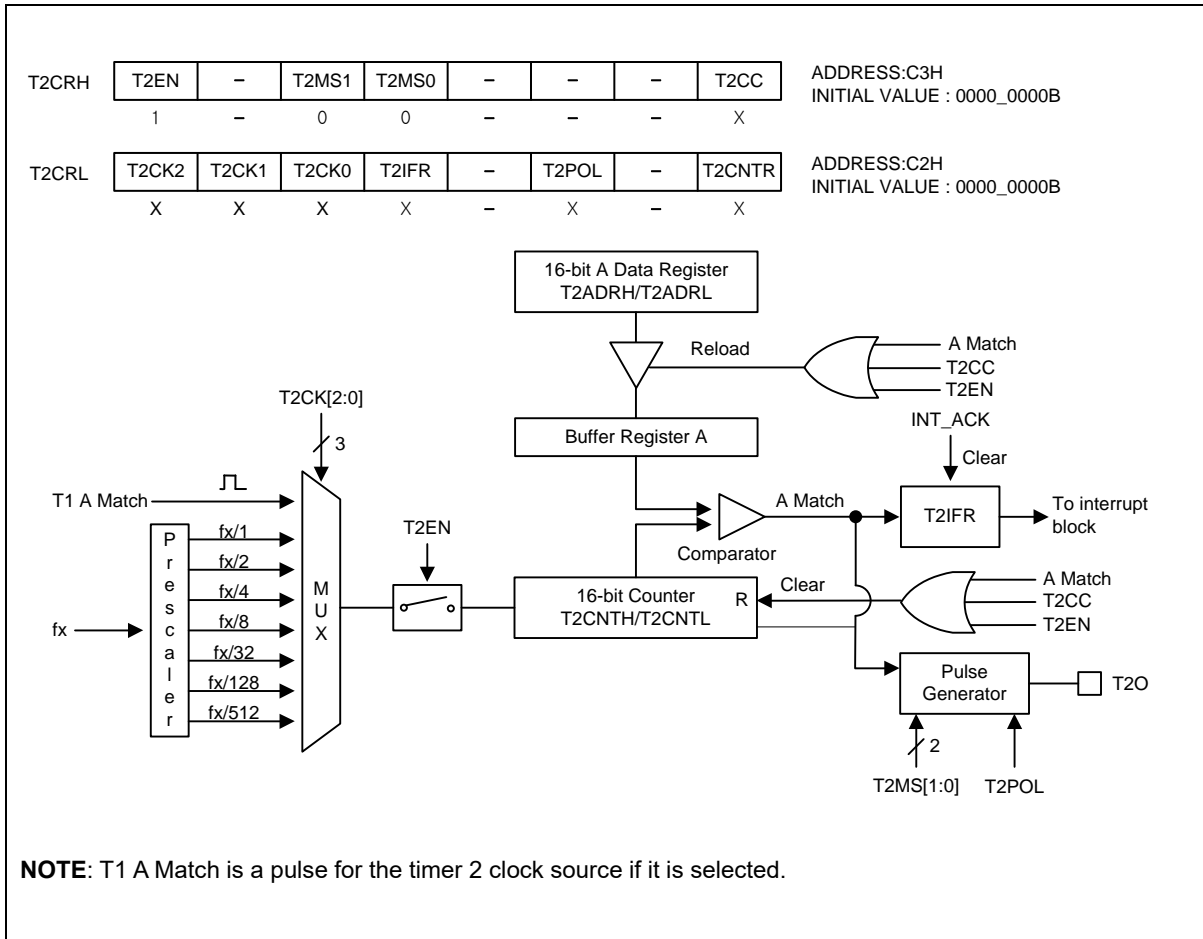 T2CRH T2EN – T2MS1 T2MS0 – – – T2CC
ADDRESS:C3H
INITIAL VALUE : 0000_0000B
1 – 0 0 – – – X
T2CRL T2CK2 T2CK1 T2CK0 T2IFR – T2POL – T2CNTR
ADDRESS:C2H
INITIAL VALUE : 0000_0000B
X X X X – X – X
16-bit A Data Register
T2ADRH/T2ADRL
Reload
A Match
T2CC
T2EN
T2CK[2:0]
3
Buffer Register A
INT_ACK
Clear
T1 A Match
A Match
T2IFR
To interrupt
block
Comparator
T2EN
Prescaler
fx/1
fx/2
fx/4
fx/8
fx/32
fx/128
fx/512
fx
MUX
16-bit Counter
T2CNTH/T2CNTL
R
Clear
A Match
T2CC
T2EN
Pulse
Generator
T2O
2
T2MS[1:0]
T2POL
NOTE: T1 A Match is a pulse for the timer 2 clock source if it is selected.